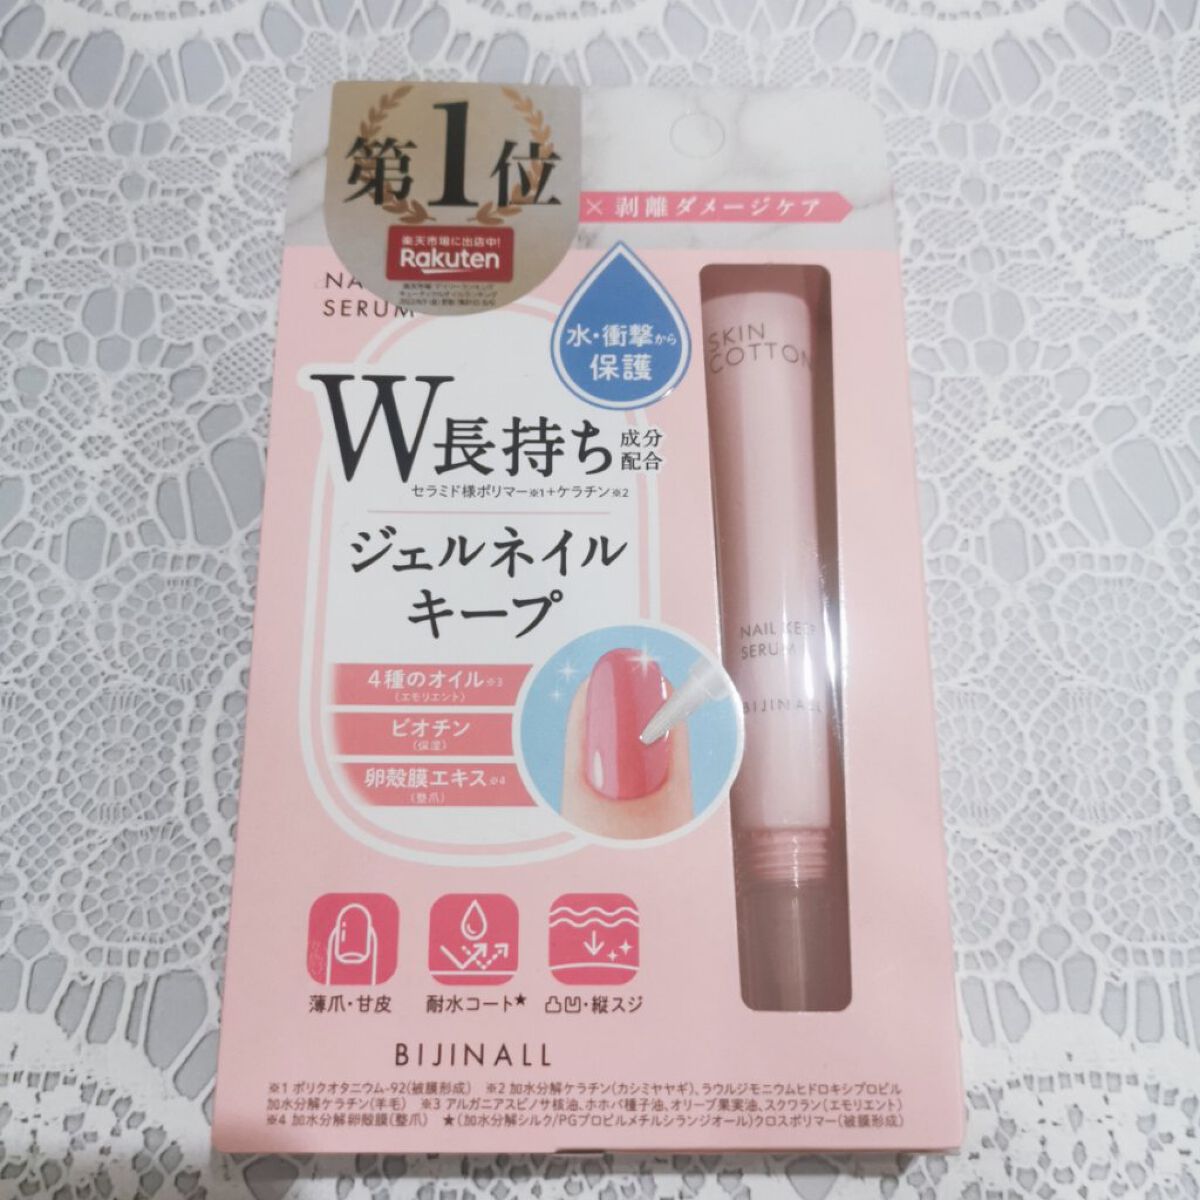 第1位
× 剥離ダメージケア
楽天市場に出店中!
Rakuten
楽天市場 デイリーランキング
NA
SERUM
水・衝撃から
保護
SKIN
COTTON
W長持ち 成分
配合
セラミド様ポリマー※1+ケラチン※2
ジェルネイル
キープ
NAIL KEEP
SERUM
4種のオイル※3
(エモリエント)
BIJINALL
ビオチン
(保湿)
卵殻膜エキス※4
(整爪)
薄爪・甘皮
耐水コート★
凸凹・縦スジ
BIJINALL
※1 ポリクオタニウム-92(被膜形成) ※2 加水分解ケラチン(カシミヤヤギ)、ラウルジモニウムヒドロキシプロピル
加水分解ケラチン(羊毛) ※3 アルガニアスピノサ核油、ホホバ種子油、オリーブ果実油、スクワラン(エモリエント)
※4 加水分解卵殻膜(整爪) ★(加水分解シルク/PGプロピルメチルシランジオール)クロスポリマー(被膜形成)